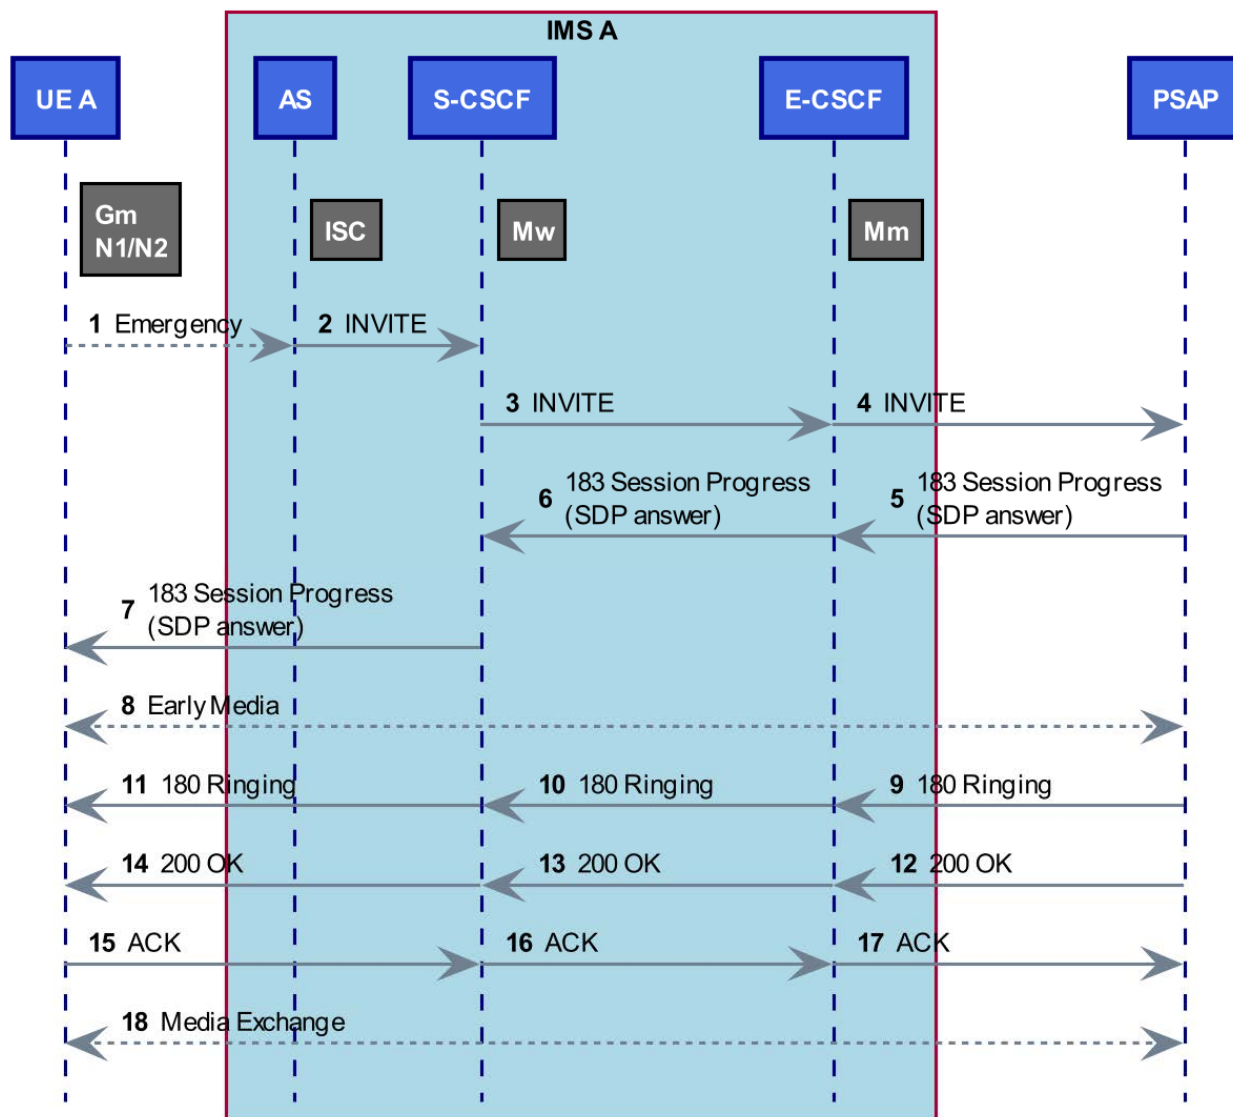 IMS A
UE A
AS
S-CSCF
E-CSCF
PSAP
Gm
N1/N2
ISC
Mw
Mm
1 Emergency
2 INVITE
3 INVITE
4 INVITE
6 183 Session Progress
(SDP answer)
5 183 Session Progress
(SDP answer)
7 183 Session Progress
(SDP answer)
8 Early Media
11 180 Ringing
10 180 Ringing
9 180 Ringing
14 200 OK
13 200 OK
12 200 OK
15 ACK
16 ACK
17 ACK
18 Media Exchange